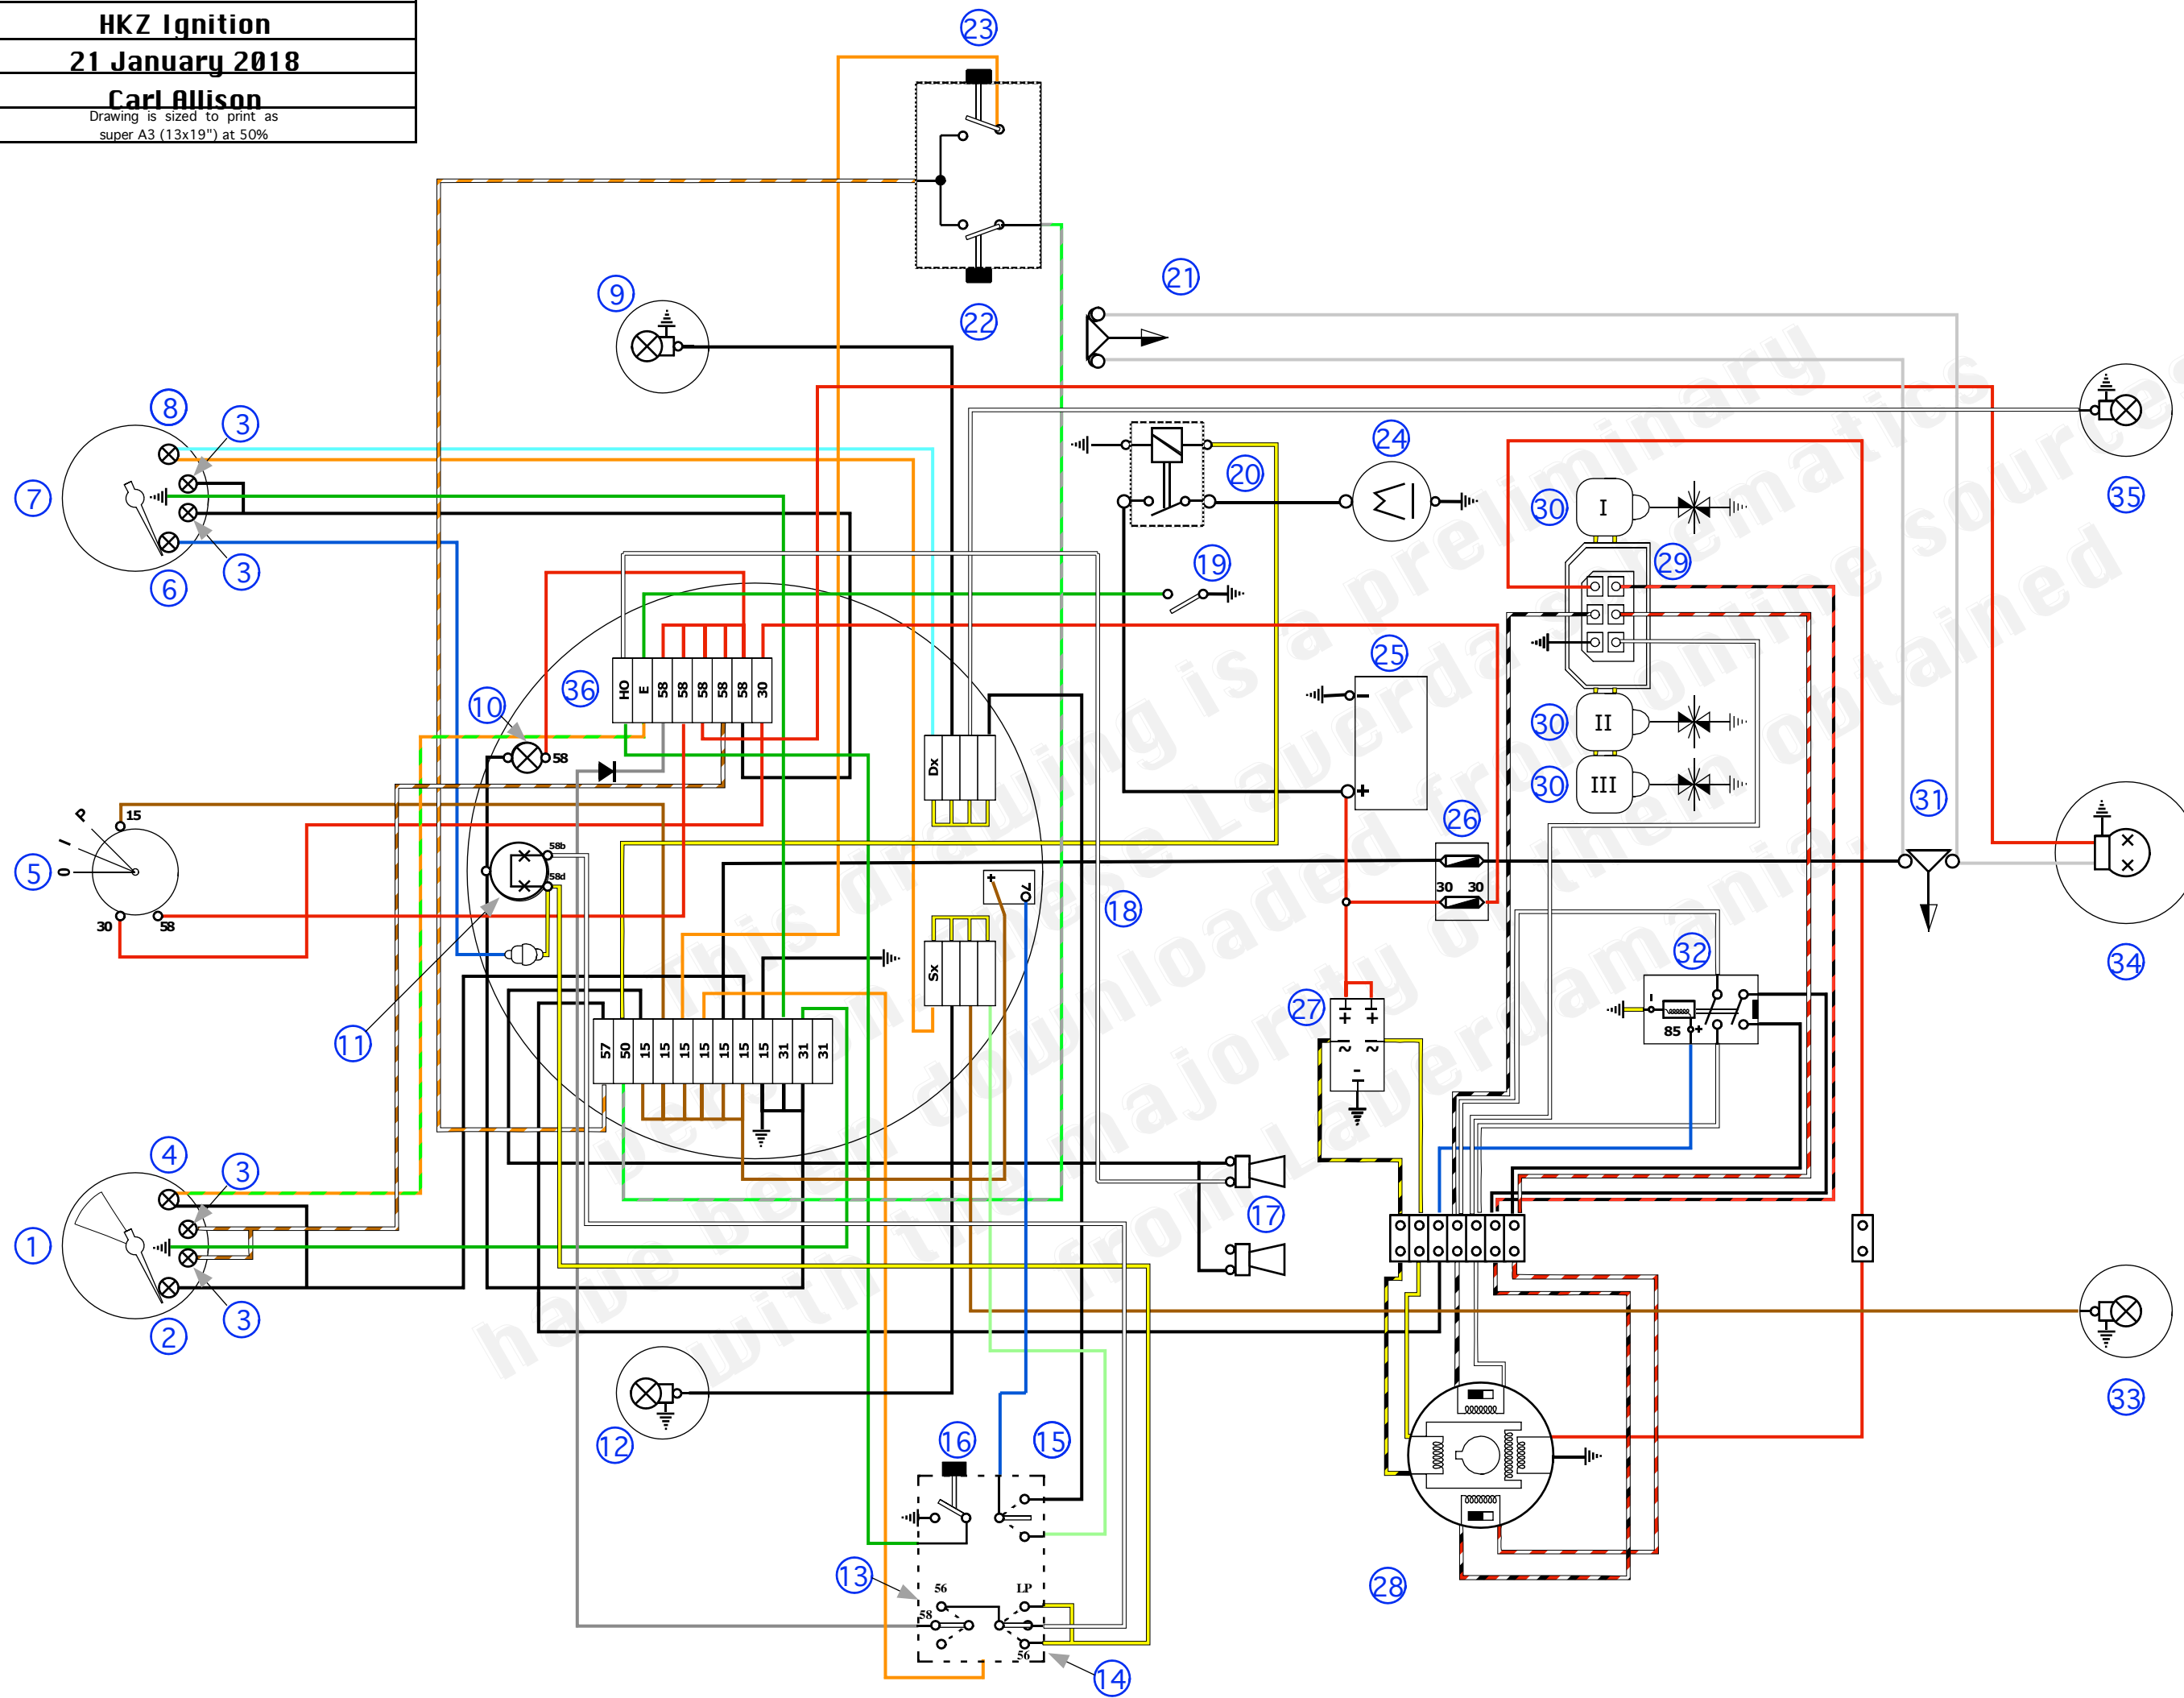 HKZ Ignition
21 January 2018
Carl Allison
Drawing is sized to print as
super A3 (13x19") at 50%
23
22
21
9
8
3
7
3
6
20
24
30
I
29
35
19
36
HO E 58 58 58 58 58 30
10
58
25
−
+
30
II
30
III
Dx
15
P
I
O
5
30
58
58b
58d
11
+
7C
18
Sx
26
30 30
31
34
32
85
-
+
27
+ +
~ ~
-
57 50 15 15 15 15 15 15 15 31 31 31
4
3
1
3
2
17
12
16
15
13
56
LP
58
56
14
28
33
This drawing is a preliminary
have been downloaded from online sources
with the majority of them obtained
from Laverdamania.